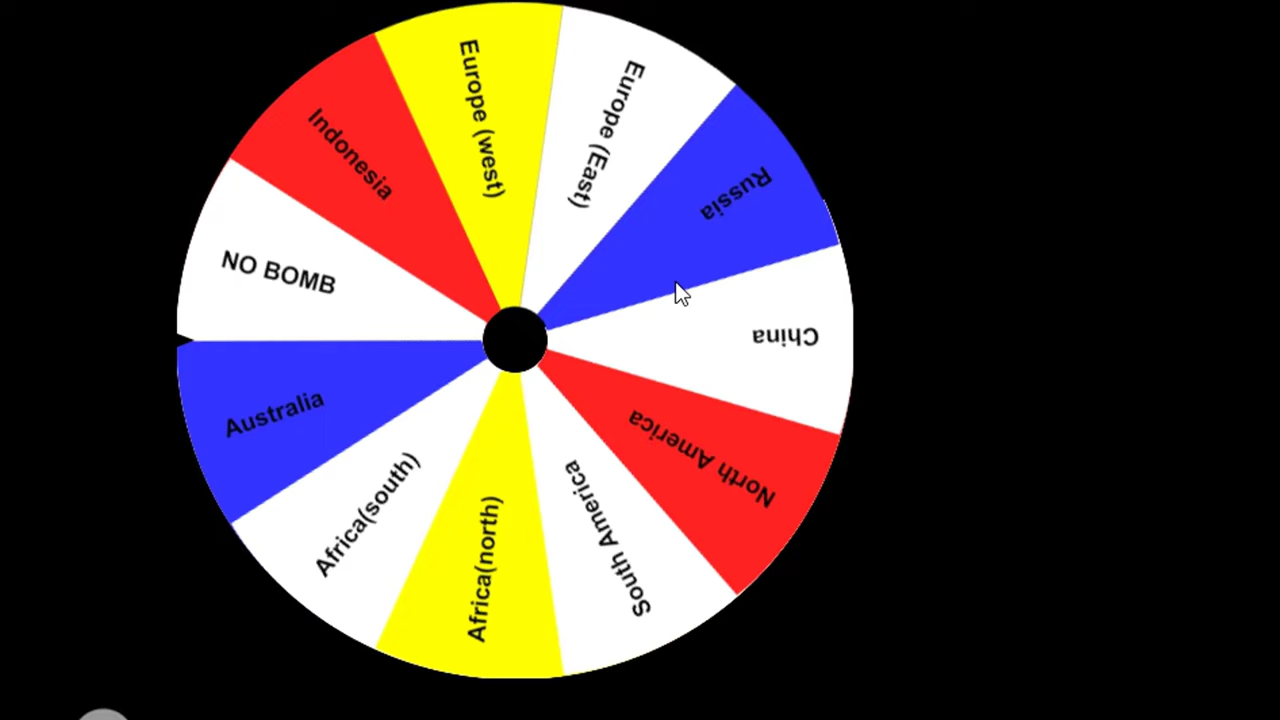 Europe (west)
Europe (East)
Russia
China
North America
South America
Africa(north)
Africa(south)
Australia
NO BOMB
Indonesia